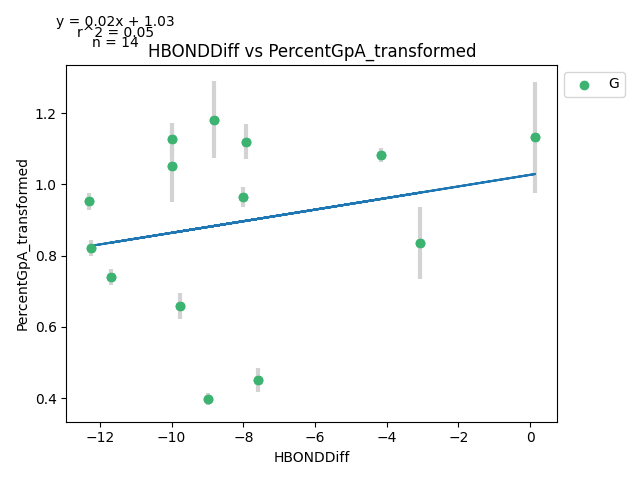 y = 0.02x + 1.03
r^2 = 0.05
n = 14
HBONDDiff vs PercentGpA_transformed
G
PercentGpA_transformed
1.2
1.0
0.8
0.6
0.4
−12
−10
−8
−6
−4
−2
0
HBONDDiff